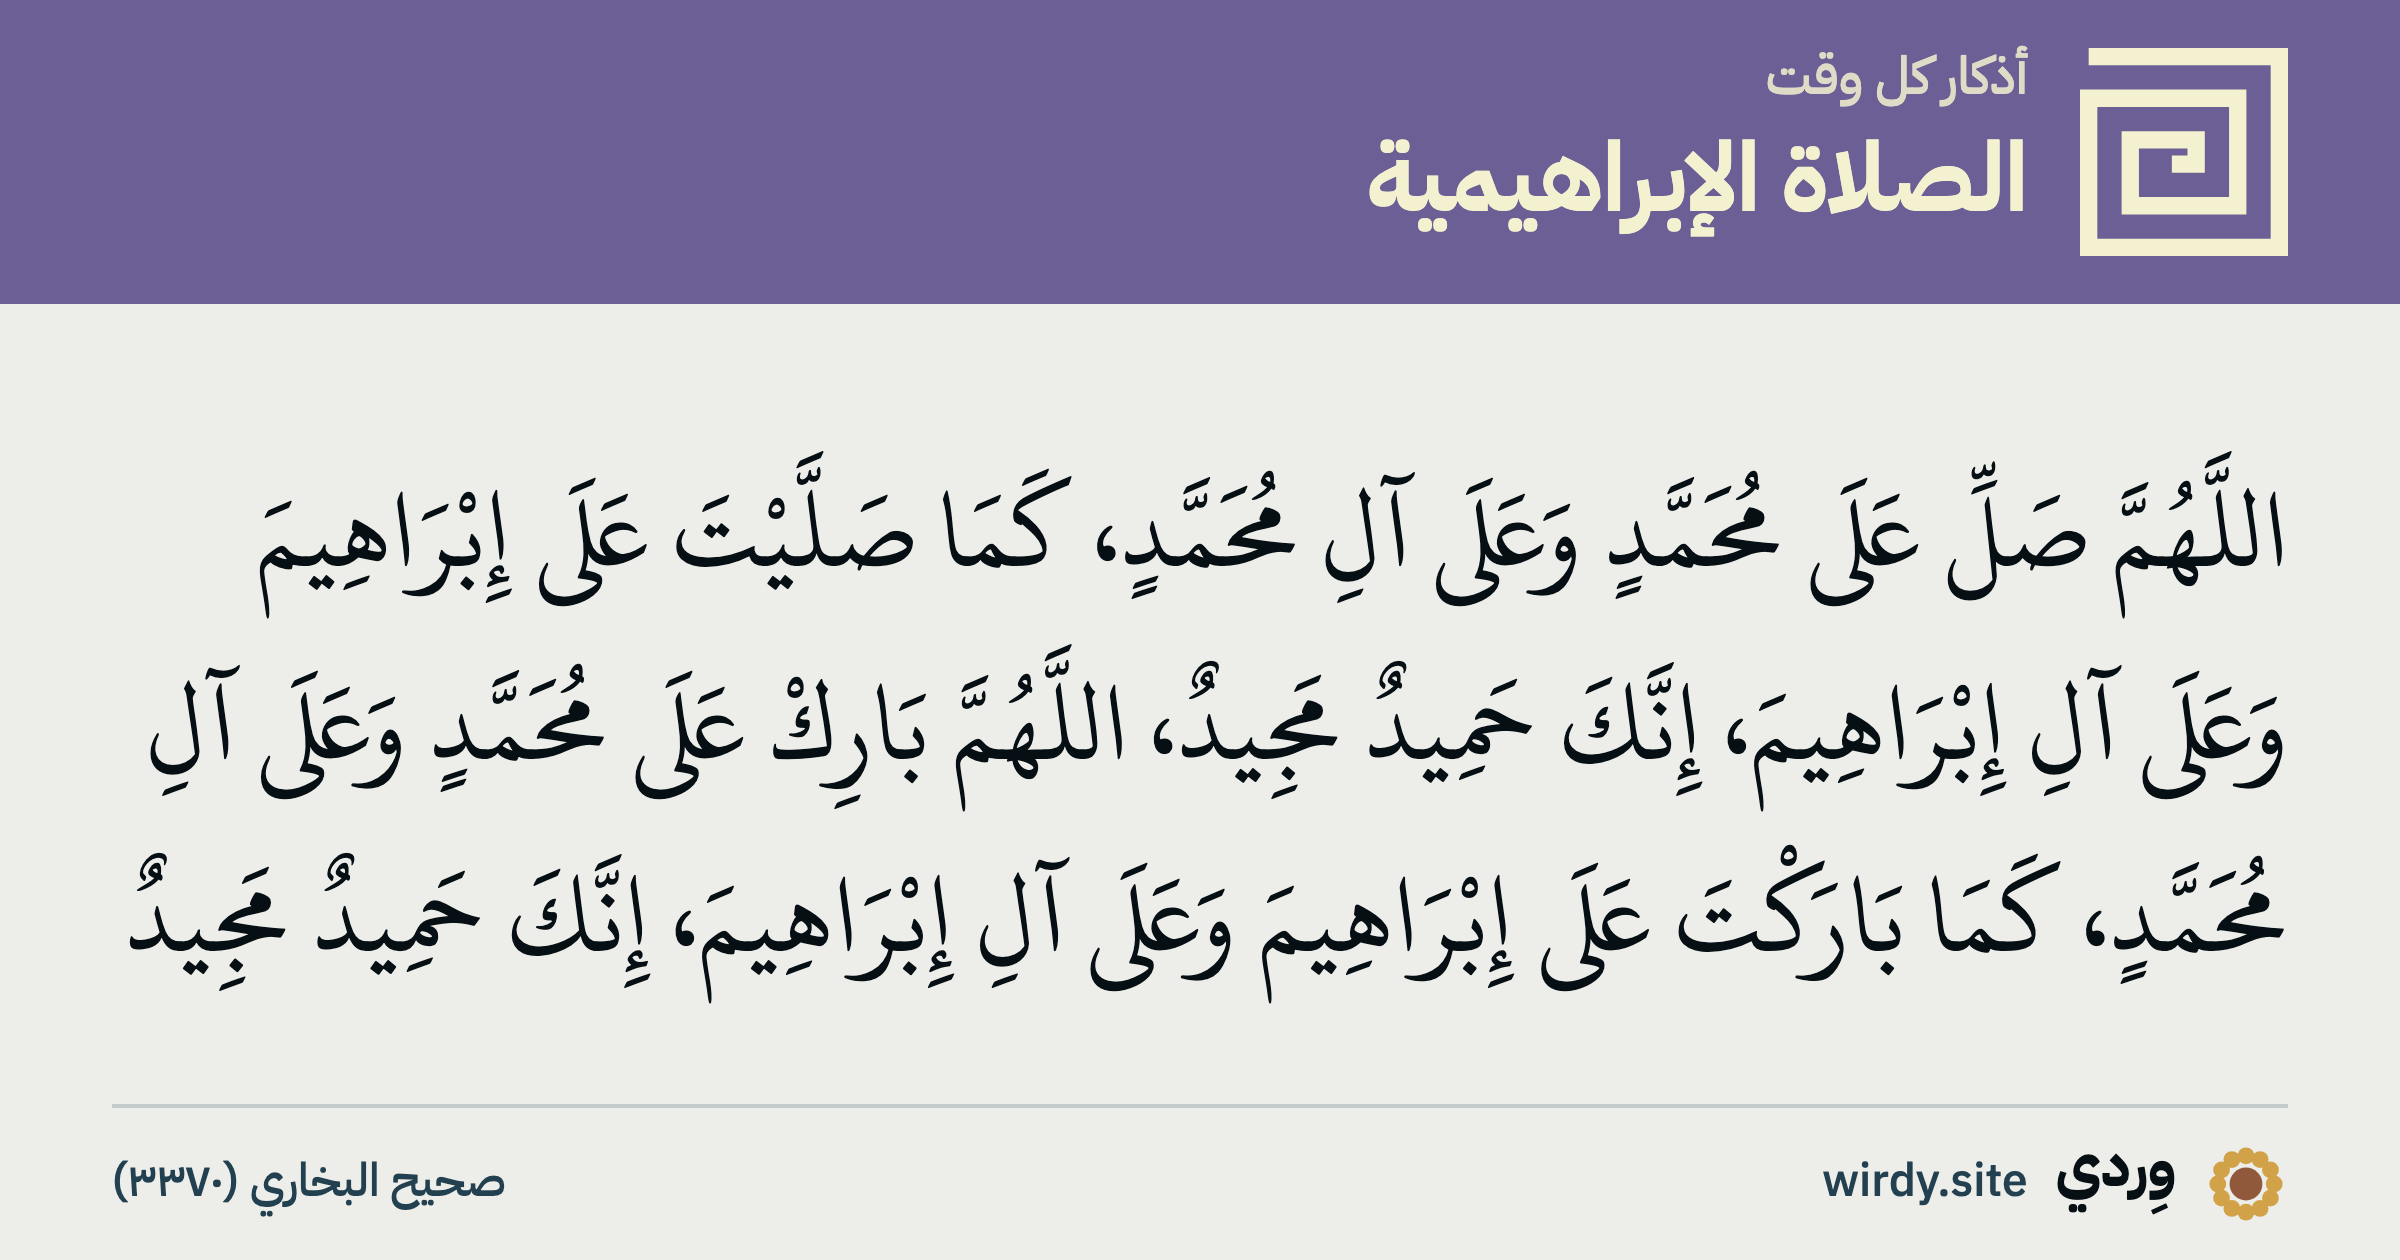 أذكار كل وقت
الصلاة الإبراهيمية
اللَّهُمَّ صَلِّ عَلَى مُحَمَّدٍ وَعَلَى آلِ مُحَمَّدٍ، كَمَا صَلَّيْتَ عَلَى إِبْرَاهِيمَ
وَعَلَى آلِ إِبْرَاهِيمَ، إِنَّكَ حَمِيدٌ مَجِيدٌ، اللَّهُمَّ بَارِكْ عَلَى مُحَمَّدٍ وَعَلَى آلِ
مُحَمَّدٍ، كَمَا بَارَكْتَ عَلَى إِبْرَاهِيمَ وَعَلَى آلِ إِبْرَاهِيمَ، إِنَّكَ حَمِيدٌ مَجِيدٌ
وِردي wirdy.site
صحيح البخاري (٣٣٧٠)